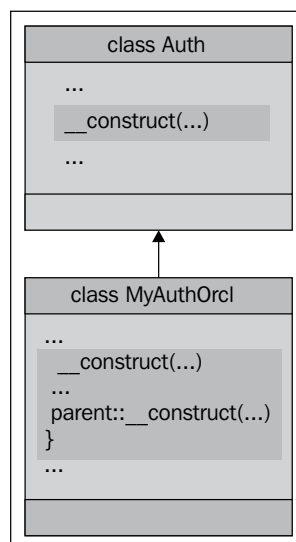 class Auth
...
__construct(...)
...
class MyAuthOrcl
...
__construct(...)
...
parent::__construct(...)
}
...